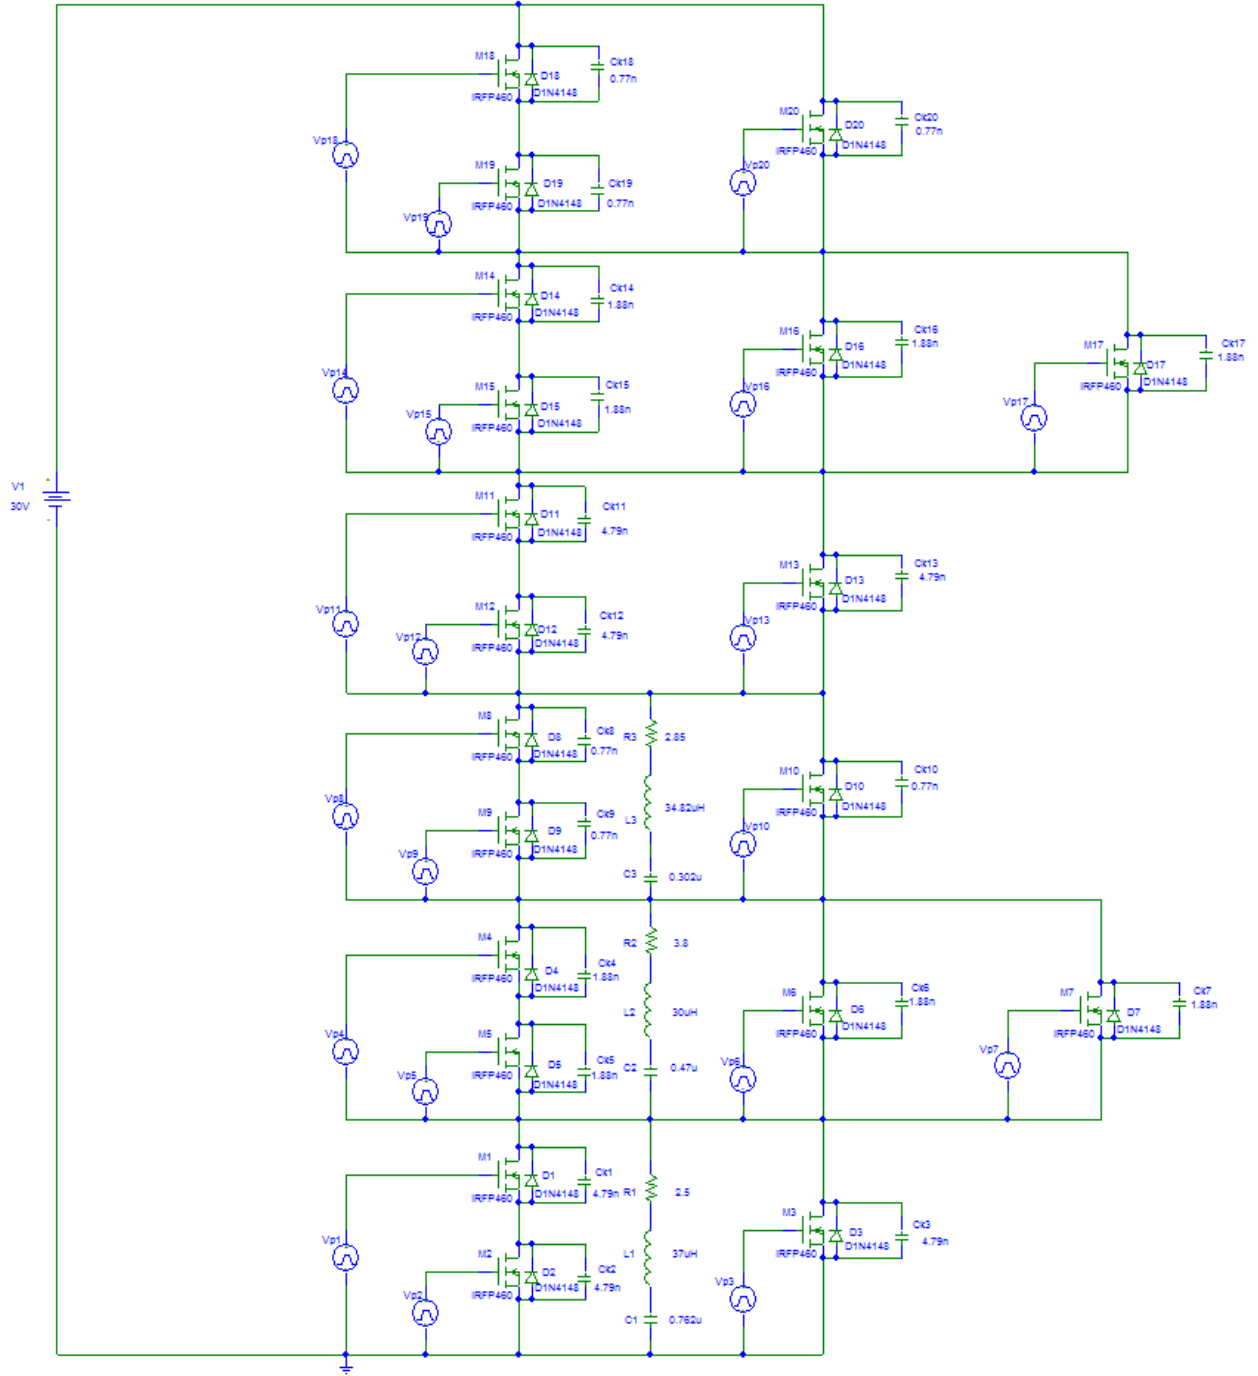 V1
30V
M18
IRFP460
D18
D1N4148
Ck18
0.77n
Vp18
M19
IRFP460
D19
D1N4148
Ck19
0.77n
Vp19
M20
IRFP460
D20
D1N4148
Ck20
0.77n
Vp20
M14
IRFP460
D14
D1N4148
Ck14
1.88n
Vp14
M15
IRFP460
D15
D1N4148
Ck15
1.88n
Vp15
M16
IRFP460
D16
D1N4148
Ck16
1.88n
Vp16
M17
IRFP460
D17
D1N4148
Ck17
1.88n
Vp17
M11
IRFP460
D11
D1N4148
Ck11
4.79n
Vp11
M12
IRFP460
D12
D1N4148
Ck12
4.79n
Vp12
M13
IRFP460
D13
D1N4148
Ck13
4.79n
Vp13
M8
IRFP460
D8
D1N4148
Ck8
0.77n
Vp8
M9
IRFP460
D9
D1N4148
Ck9
0.77n
Vp9
R3
2.85
L3
34.82uH
C3
0.302u
M10
IRFP460
D10
D1N4148
Ck10
0.77n
Vp10
M4
IRFP460
D4
D1N4148
Ck4
1.88n
Vp4
M5
IRFP460
D5
D1N4148
Ck5
1.88n
Vp5
R2
3.8
L2
30uH
C2
0.47u
M6
IRFP460
D6
D1N4148
Ck6
1.88n
Vp6
M7
IRFP460
D7
D1N4148
Ck7
1.88n
Vp7
M1
IRFP460
D1
D1N4148
Ck1
4.79n
Vp1
M2
IRFP460
D2
D1N4148
Ck2
4.79n
Vp2
R1
2.5
L1
37uH
C1
0.762u
M3
IRFP460
D3
D1N4148
Ck3
4.79n
Vp3